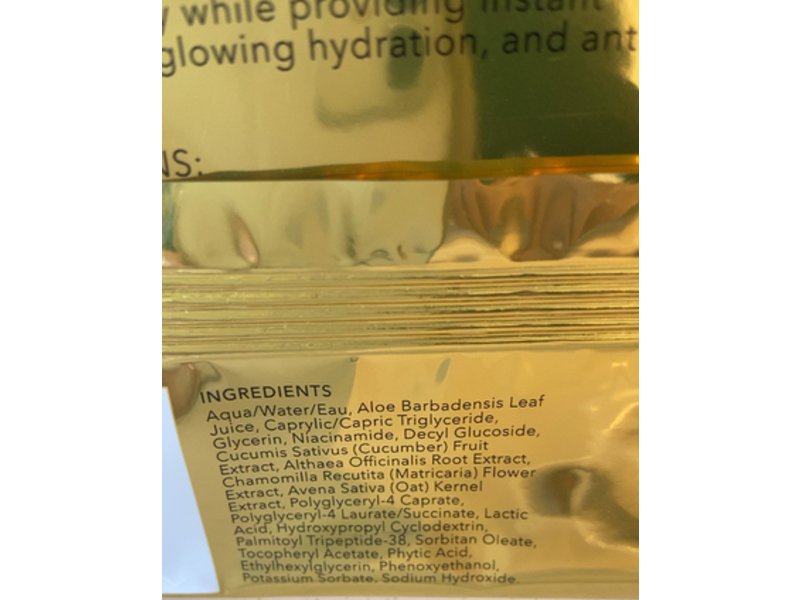 while providing instant
glowing hydration, and ant
NS:
INGREDIENTS
Aqua/Water/Eau, Aloe Barbadensis Leaf
Juice, Caprylic/Capric Triglyceride,
Glycerin, Niacinamide, Decyl Glucoside,
Cucumis Sativus (Cucumber) Fruit
Extract, Althaea Officinalis Root Extract,
Chamomilla Recutita (Matricaria) Flower
Extract, Avena Sativa (Oat) Kernel
Extract, Polyglyceryl-4 Caprate,
Polyglyceryl-4 Laurate/Succinate, Lactic
Acid, Hydroxypropyl Cyclodextrin,
Palmitoyl Tripeptide-38, Sorbitan Oleate,
Tocopheryl Acetate, Phytic Acid,
Ethylhexylglycerin, Phenoxyethanol,
Potassium Sorbate, Sodium Hydroxide.